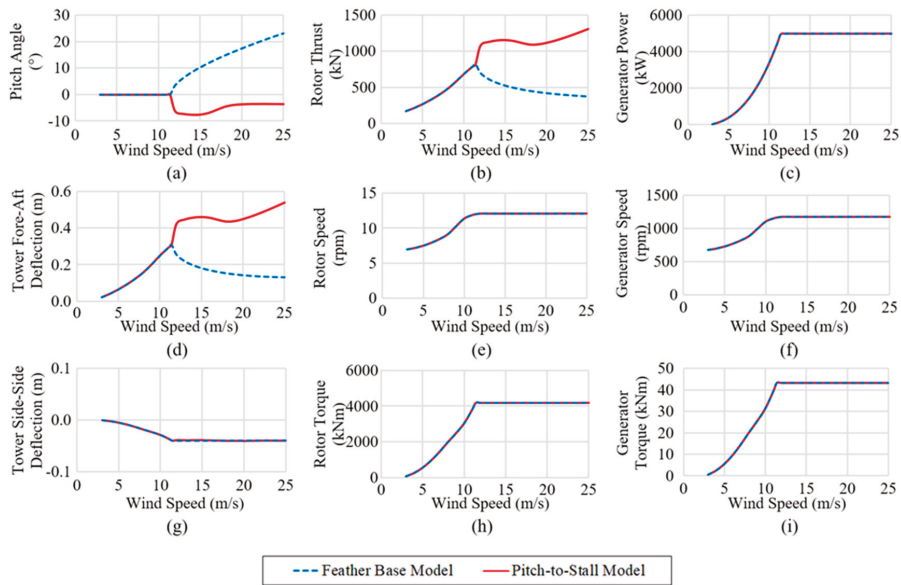 Pitch Angle
(°)
30
20
10
0
-10
0 5 10 15 20 25
Wind Speed (m/s)
(a)
Rotor Thrust
(kN)
1500
1000
500
0
0 5 10 15 20 25
Wind Speed (m/s)
(b)
Generator Power
(kW)
6000
4000
2000
0
0 5 10 15 20 25
Wind Speed (m/s)
(c)
Tower Fore-Aft
Deflection (m)
0.6
0.4
0.2
0.0
0 5 10 15 20 25
Wind Speed (m/s)
(d)
Rotor Speed
(rpm)
15
10
5
0
0 5 10 15 20 25
Wind Speed (m/s)
(e)
Generator Speed
(rpm)
1500
1000
500
0
0 5 10 15 20 25
Wind Speed (m/s)
(f)
Tower Side-Side
Deflection (m)
0.1
0.0
-0.1
0 5 10 15 20 25
Wind Speed (m/s)
(g)
Rotor Torque
(kNm)
6000
4000
2000
0
0 5 10 15 20 25
Wind Speed (m/s)
(h)
Generator
Torque (kNm)
50
40
30
20
10
0
0 5 10 15 20 25
Wind Speed (m/s)
(i)
Feather Base Model Pitch-to-Stall Model